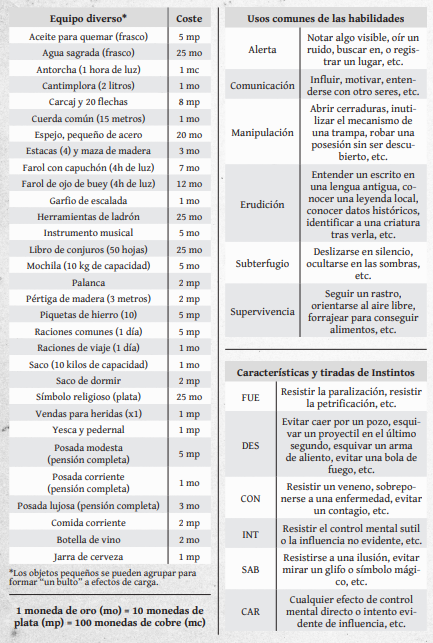 Equipo diverso* Coste
Aceite para quemar (frasco) 5 mp
Agua sagrada (frasco) 25 mo
Antorcha (1 hora de luz) 1 mc
Cantimplora (2 litros) 1 mo
Carcaj y 20 flechas 8 mp
Cuerda común (15 metros) 1 mo
Espejo, pequeño de acero 20 mo
Estacas (4) y maza de madera 3 mo
Farol con capuchón (4h de luz) 7 mo
Farol de ojo de buey (4h de luz) 12 mo
Garfio de escalada 1 mo
Herramientas de ladrón 25 mo
Instrumento musical 5 mo
Libro de conjuros (50 hojas) 25 mo
Mochila (10 kg de capacidad) 5 mo
Palanca 2 mp
Pértiga de madera (3 metros) 2 mp
Piquetas de hierro (10) 5 mp
Raciones comunes (1 día) 5 mp
Raciones de viaje (1 día) 1 mo
Saco (10 kilos de capacidad) 1 mo
Saco de dormir 2 mp
Símbolo religioso (plata) 25 mo
Vendas para heridas (x1) 1 mp
Yesca y pedernal 1 mp
Posada modesta
(pensión completa) 5 mp
Posada corriente
(pensión completa) 1 mo
Posada lujosa (pensión completa) 3 mo
Comida corriente 2 mp
Botella de vino 2 mo
Jarra de cerveza 1 mp
*Los objetos pequeños se pueden agrupar para
formar “un bulto” a efectos de carga.
1 moneda de oro (mo) = 10 monedas de
plata (mp) = 100 monedas de cobre (mc)
Usos comunes de las habilidades
Alerta
Notar algo visible, oír un
ruido, buscar en, o regis-
trar un lugar, etc.
Comunicación
Influir, motivar, enten-
derse con otro seres, etc.
Manipulación
Abrir cerraduras, inuti-
lizar el mecanismo de
una trampa, robar una
posesión sin ser descu-
bierto, etc.
Erudición
Entender un escrito en
una lengua antigua, co-
nocer una leyenda local,
conocer datos históricos,
identificar a una criatura
tras verla, etc.
Subterfugio
Deslizarse en silencio,
ocultarse en las sombras,
etc.
Supervivencia
Seguir un rastro,
orientarse al aire libre,
forrajear para conseguir
alimentos, etc.
Características y tiradas de Instintos
FUE
Resistir la paralización, resistir
la petrificación, etc.
DES
Evitar caer por un pozo, esqui-
var un proyectil en el último
segundo, esquivar un arma
de aliento, evitar una bola de
fuego, etc.
CON
Resistir un veneno, sobrepo-
nerse a una enfermedad, evitar
un contagio, etc.
INT
Resistir el control mental sutil
o la influencia no evidente, etc.
SAB
Resistirse a una ilusión, evitar
mirar un glifo o símbolo mági-
co, etc.
CAR
Cualquier efecto de control
mental directo o intento evi-
dente de influencia, etc.